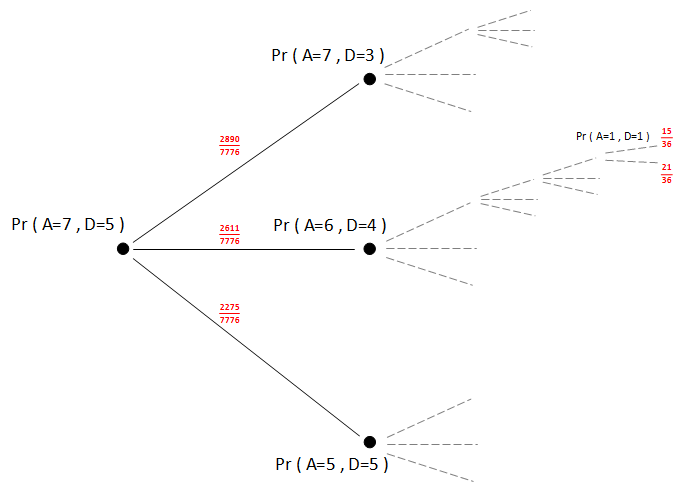 Pr ( A=7 , D=3 )
2890
7776
Pr ( A=1 , D=1 )
15
36
21
36
Pr ( A=7 , D=5 )
2611
7776
Pr ( A=6 , D=4 )
2275
7776
Pr ( A=5 , D=5 )